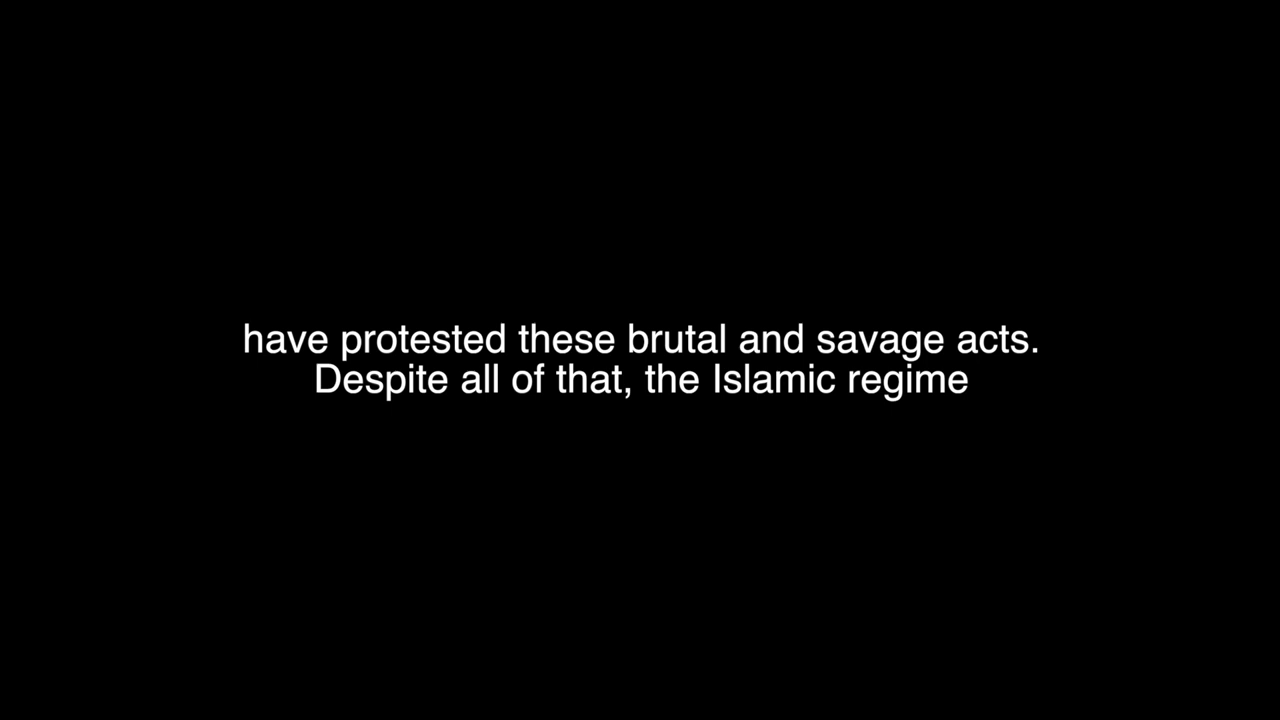 have protested these brutal and savage acts.
Despite all of that, the Islamic regime